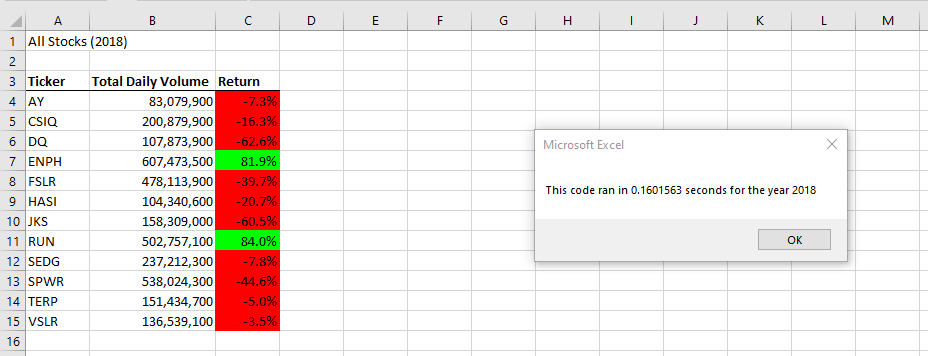 A B C D E F G H I J K L M
1 All Stocks (2018)
2
3 Ticker Total Daily Volume Return
4 AY 83,079,900 -7.3%
5 CSIQ 200,879,900 -16.3%
6 DQ 107,873,900 -62.6%
7 ENPH 607,473,500 81.9%
8 FSLR 478,113,900 -39.7%
9 HASI 104,340,600 -20.7%
10 JKS 158,309,000 -60.5%
11 RUN 502,757,100 84.0%
12 SEDG 237,212,300 -7.8%
13 SPWR 538,024,300 -44.6%
14 TERP 151,434,700 -5.0%
15 VSLR 136,539,100 -3.5%
16
Microsoft Excel
This code ran in 0.1601563 seconds for the year 2018
OK